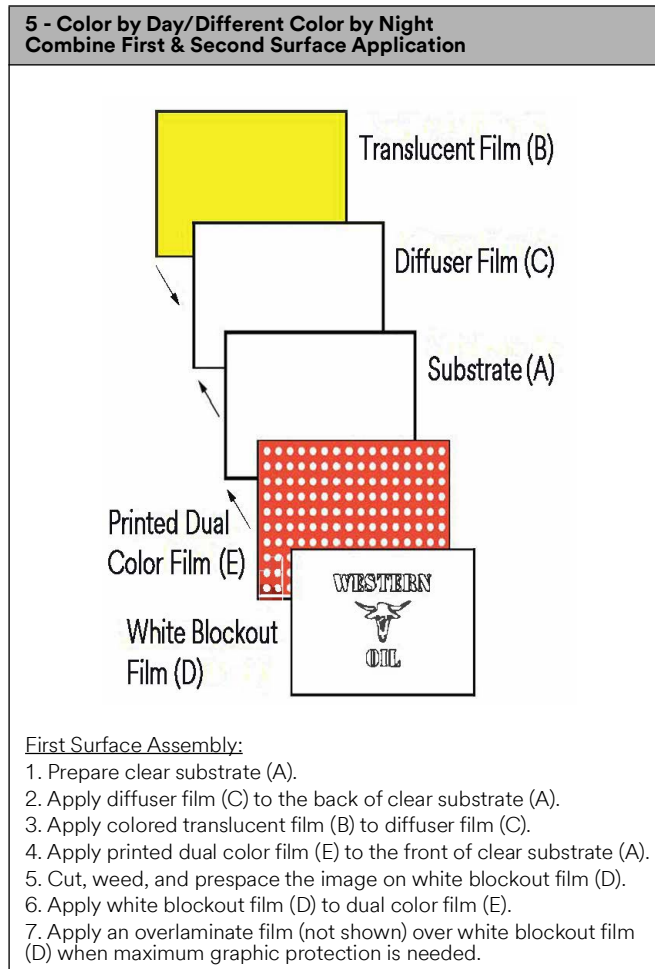 5 - Color by Day/Different Color by Night
Combine First & Second Surface Application
Translucent Film (B)
Diffuser Film (C)
Substrate (A)
Printed Dual
Color Film (E)
WESTERN
OIL
White Blockout
Film (D)
First Surface Assembly:
1. Prepare clear substrate (A).
2. Apply diffuser film (C) to the back of clear substrate (A).
3. Apply colored translucent film (B) to diffuser film (C).
4. Apply printed dual color film (E) to the front of clear substrate (A).
5. Cut, weed, and prespace the image on white blockout film (D).
6. Apply white blockout film (D) to dual color film (E).
7. Apply an overlaminate film (not shown) over white blockout film
(D) when maximum graphic protection is needed.